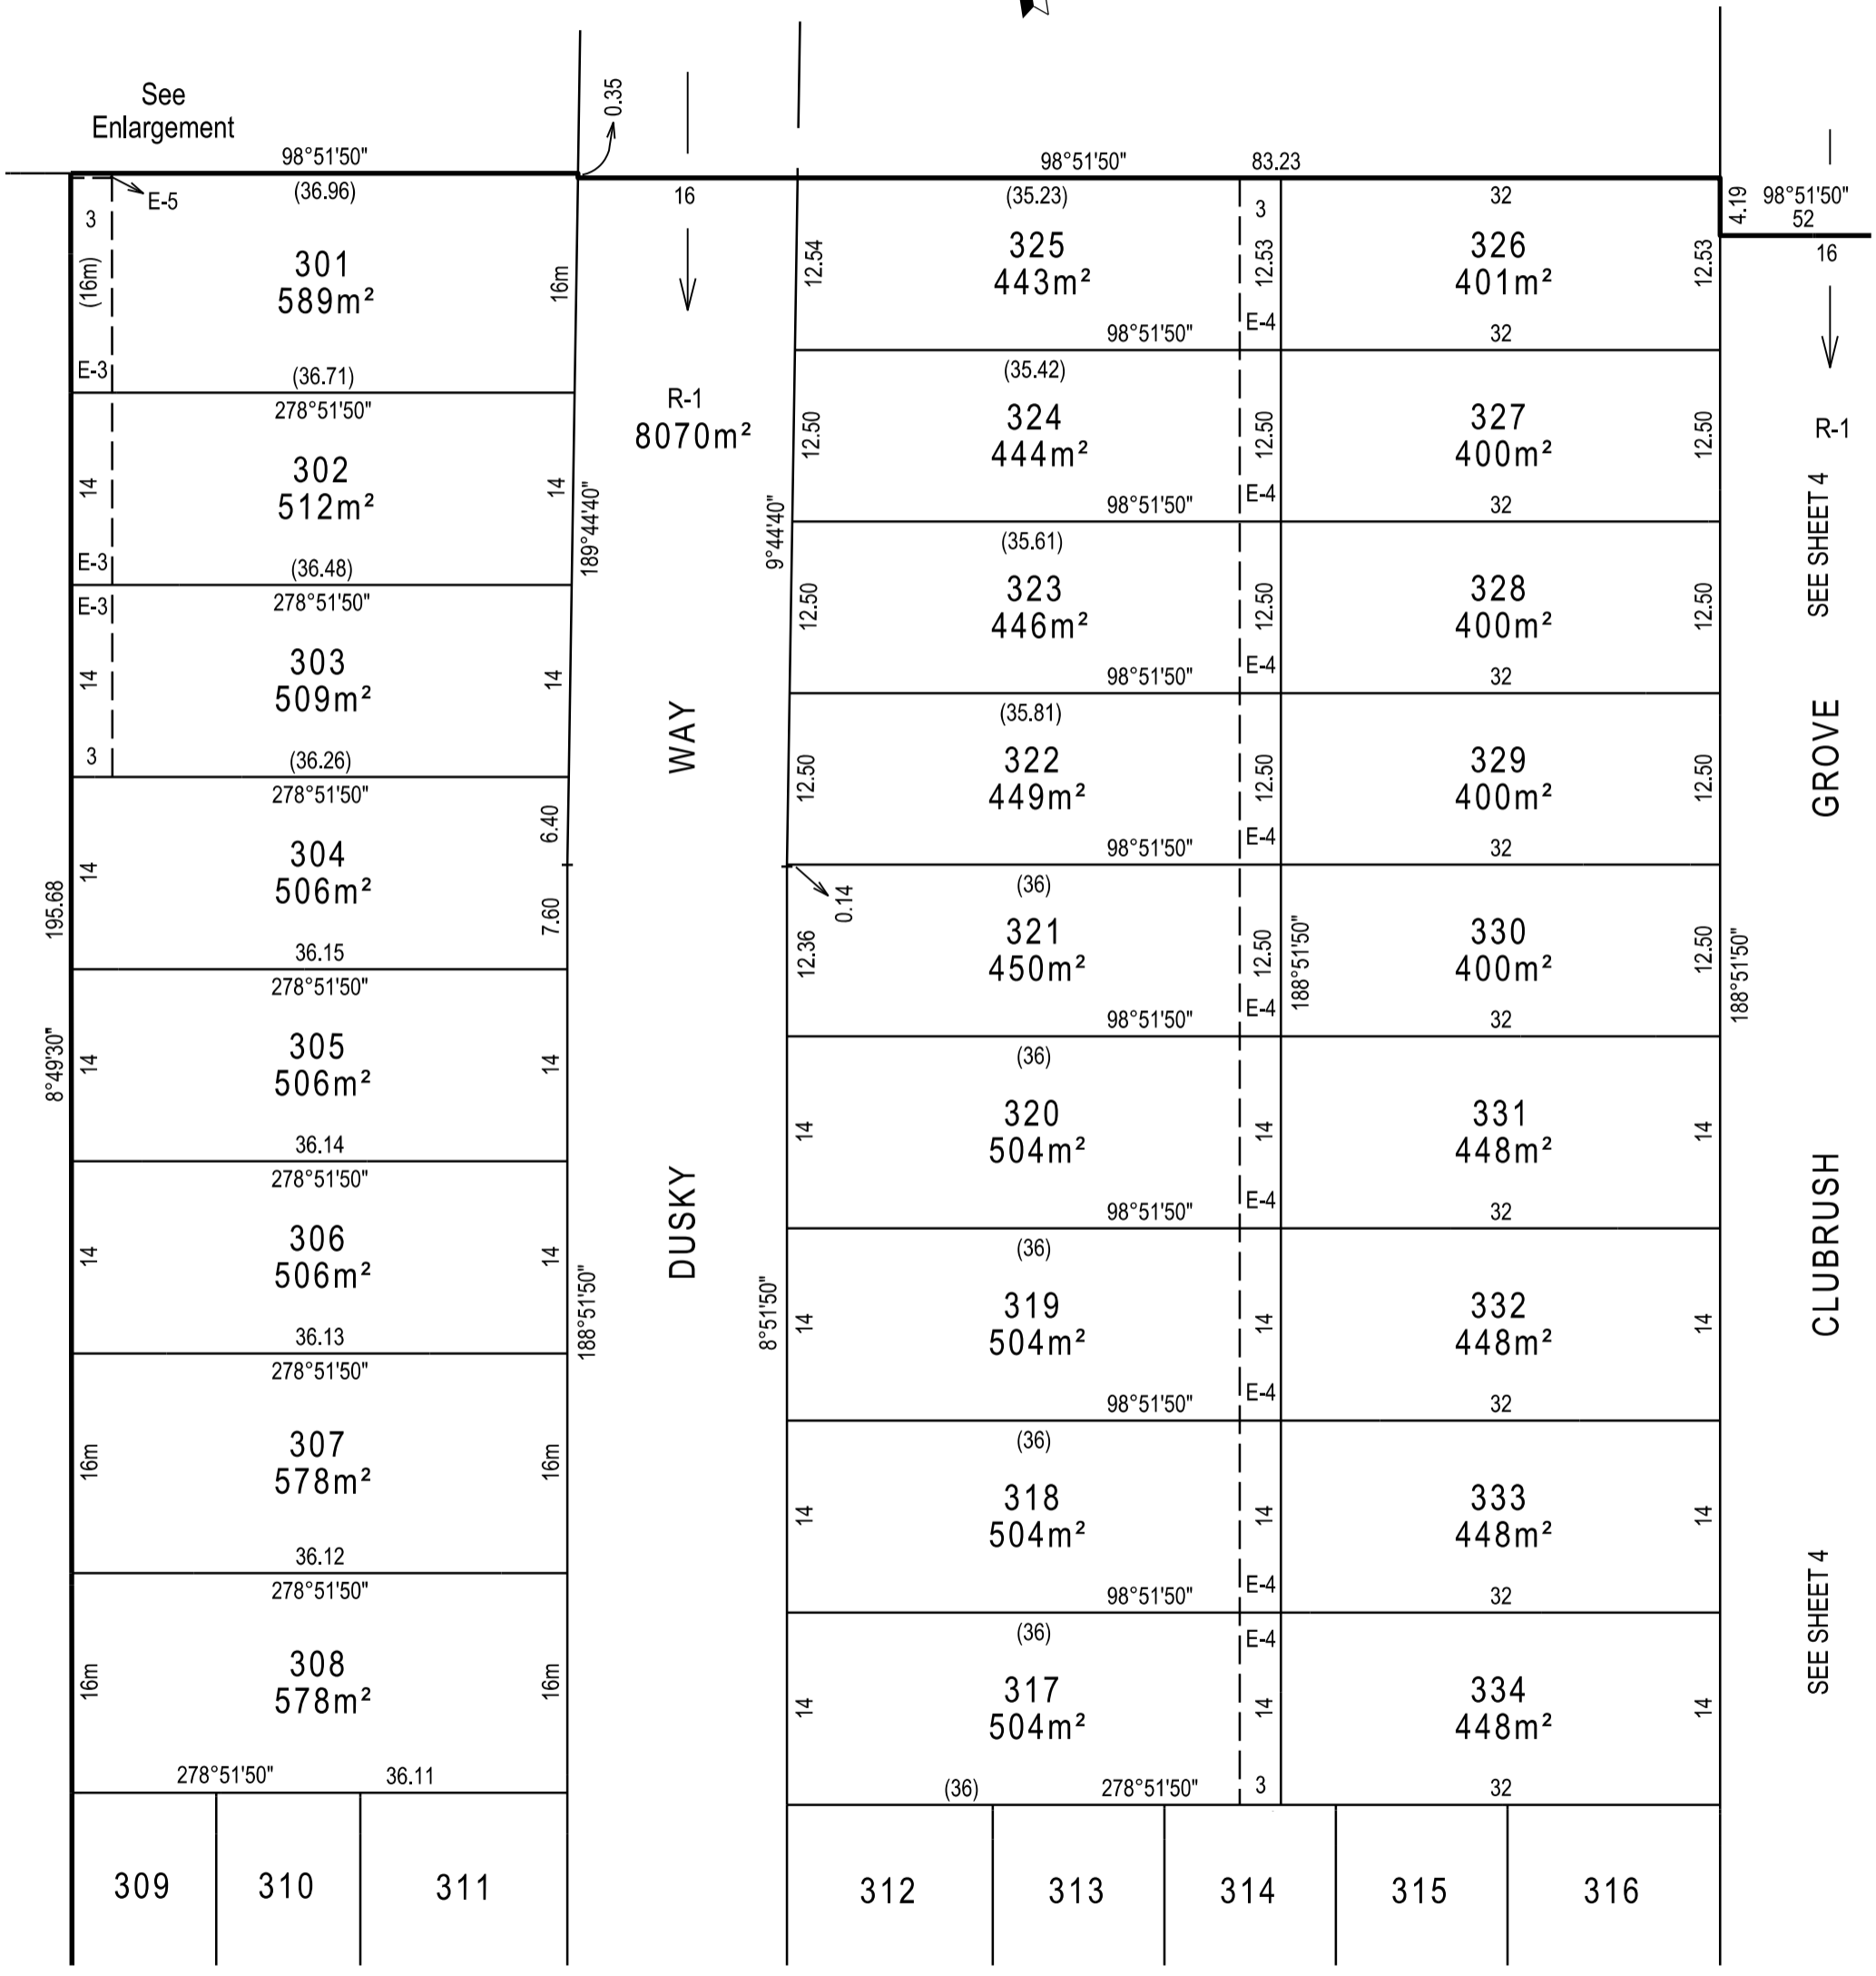 See
Enlargement
98°51'50"
0.35
98°51'50"
83.23
E-5
(36.96)
3
(16m)
301
589m²
16m
E-3
(36.71)
278°51'50"
14
302
512m²
14
E-3
(36.48)
278°51'50"
E-3
303
509m²
14
14
3
(36.26)
278°51'50"
6.40
304
506m²
14
7.60
36.15
278°51'50"
195.68
8°49'30"
305
506m²
14
14
36.14
278°51'50"
306
506m²
14
14
36.13
278°51'50"
307
578m²
16m
16m
36.12
278°51'50"
308
578m²
16m
16m
278°51'50"
36.11
309
310
311
16
R-1
8070m²
189°44'40"
9°44'40"
DUSKY WAY
188°51'50"
8°51'50"
(35.23)
3
32
12.54
325
443m²
12.53
326
401m²
12.53
98°51'50"
E-4
32
(35.42)
12.50
324
444m²
12.50
327
400m²
12.50
98°51'50"
E-4
32
(35.61)
12.50
323
446m²
12.50
328
400m²
12.50
98°51'50"
E-4
32
(35.81)
12.50
322
449m²
12.50
329
400m²
12.50
98°51'50"
E-4
32
(36)
0.14
12.36
321
450m²
12.50
188°51'50"
330
400m²
12.50
188°51'50"
98°51'50"
E-4
32
(36)
14
320
504m²
14
331
448m²
14
98°51'50"
E-4
32
(36)
14
319
504m²
14
332
448m²
14
98°51'50"
E-4
32
(36)
14
318
504m²
14
333
448m²
14
98°51'50"
E-4
32
(36)
E-4
14
317
504m²
14
334
448m²
14
(36)
278°51'50"
3
32
312
313
314
315
316
4.19
98°51'50"
52
16
R-1
SEE SHEET 4
CLUBRUSH GROVE
SEE SHEET 4